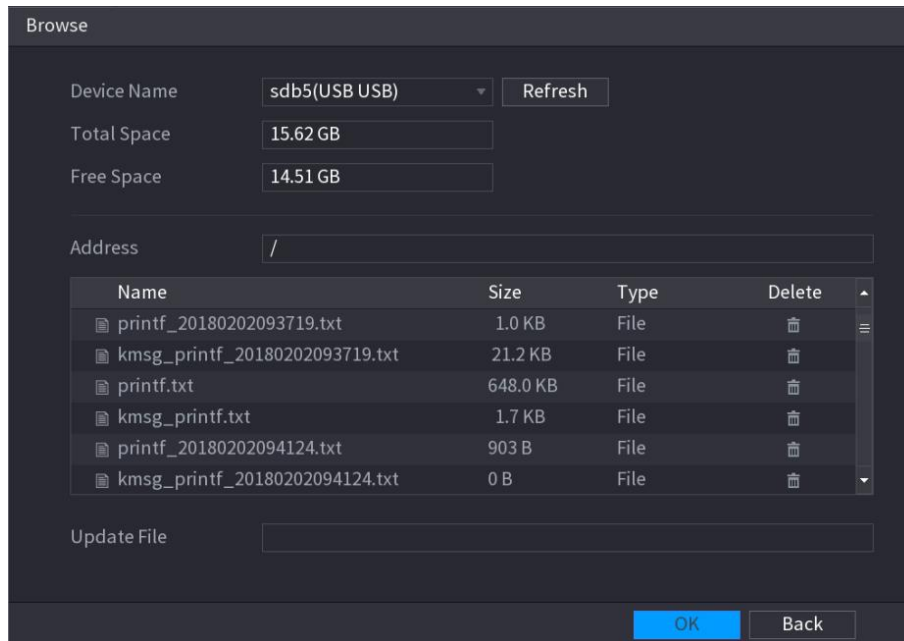 Browse
Device Name sdb5(USB USB) Refresh
Total Space 15.62 GB
Free Space 14.51 GB
Address /
Name Size Type Delete
printf_20180202093719.txt 1.0 KB File
kmsg_printf_20180202093719.txt 21.2 KB File
printf.txt 648.0 KB File
kmsg_printf.txt 1.7 KB File
printf_20180202094124.txt 903 B File
kmsg_printf_20180202094124.txt 0 B File
Update File
OK Back